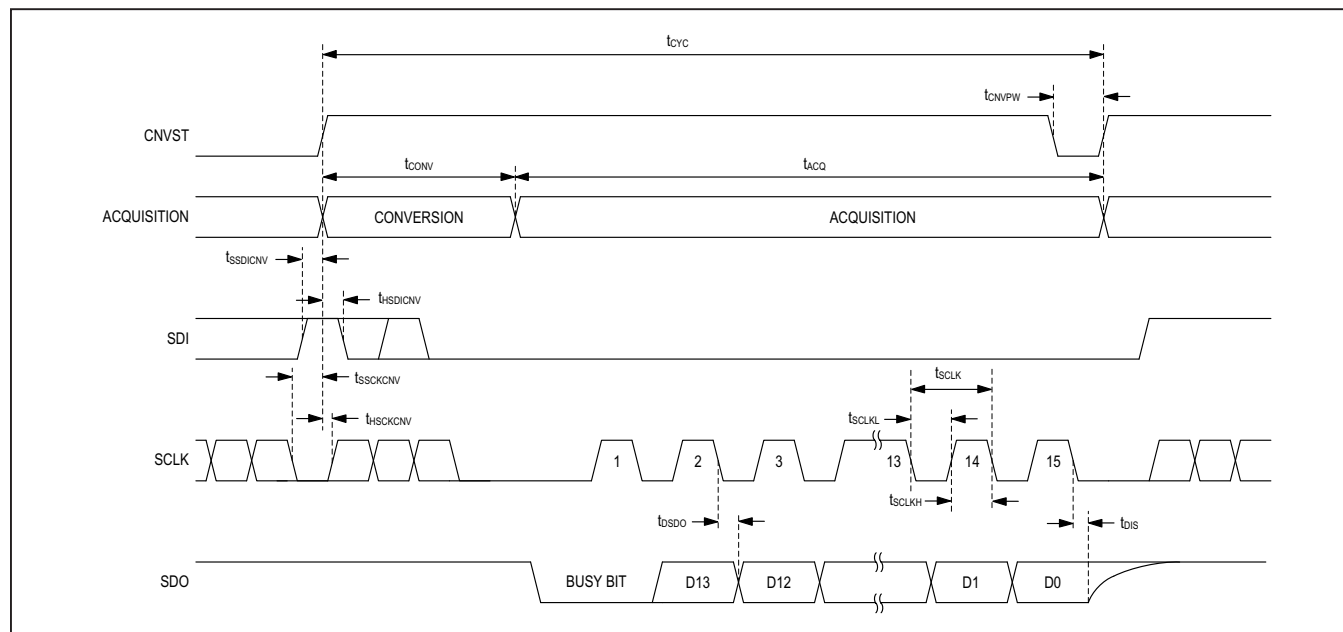 tCYC
tCNVPW
CNVST
tCONV
tACQ
ACQUISITION
CONVERSION
ACQUISITION
tSSDICNV
tHSDICNV
SDI
tSSCKCNV
tSCLK
tHSCKCNV
tSCLKL
SCLK
1
2
3
13
14
15
tSCLKH
tDSDO
tDIS
SDO
BUSY BIT
D13
D12
D1
D0